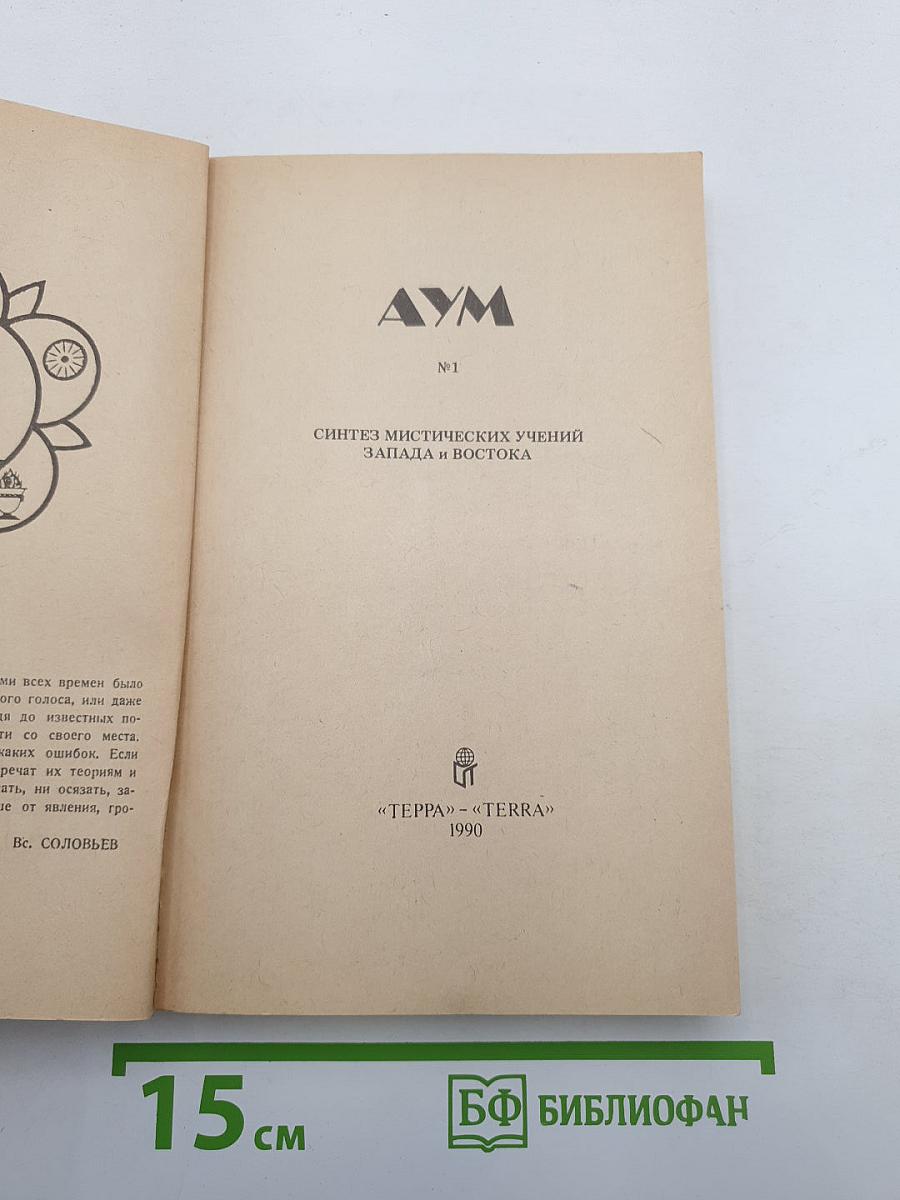 ми всех времен было
ого голоса, или даже
дя до известных по-
ти со своего места.
каких ошибок. Если
речат их теориям и
ать, ни осязать, за-
ше от явления, гро-
Вс. СОЛОВЬЕВ
АУМ
№1
СИНТЕЗ МИСТИЧЕСКИХ УЧЕНИЙ
ЗАПАДА и ВОСТОКА
«ТЕРРА» – «TERRA»
1990
15 см
БФ БИБЛИОФАН